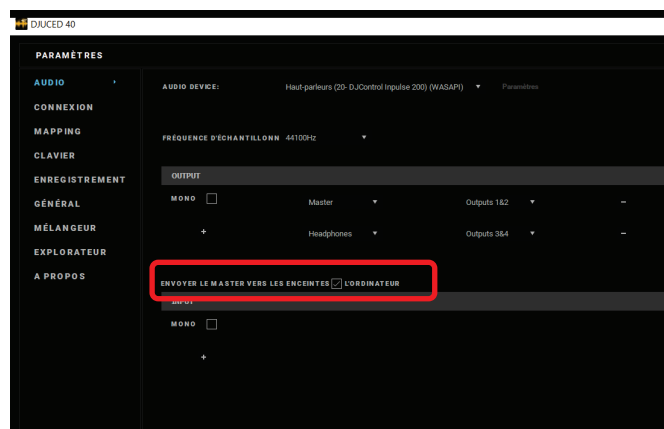 DJUCED 40
PARAMÈTRES
AUDIO
CONNEXION
MAPPING
CLAVIER
ENREGISTREMENT
GÉNÉRAL
MÉLANGEUR
EXPLORATEUR
A PROPOS
AUDIO DEVICE: Haut-parleurs (20- DJControl Inpulse 200) (WASAPI) Paramètres
FRÉQUENCE D'ÉCHANTILLONN 44100Hz
OUTPUT
MONO Master Outputs 1&2 −
+ Headphones Outputs 3&4 −
ENVOYER LE MASTER VERS LES ENCEINTES L'ORDINATEUR
INPUT
MONO
+